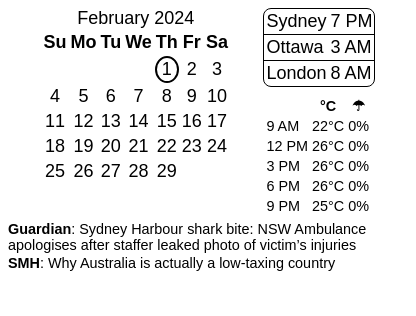 February 2024
Su Mo Tu We Th Fr Sa
1 2 3
4 5 6 7 8 9 10
11 12 13 14 15 16 17
18 19 20 21 22 23 24
25 26 27 28 29
Sydney 7 PM
Ottawa 3 AM
London 8 AM
°C ☂
9 AM 22°C 0%
12 PM 26°C 0%
3 PM 26°C 0%
6 PM 26°C 0%
9 PM 25°C 0%
Guardian: Sydney Harbour shark bite: NSW Ambulance
apologises after staffer leaked photo of victim’s injuries
SMH: Why Australia is actually a low-taxing country